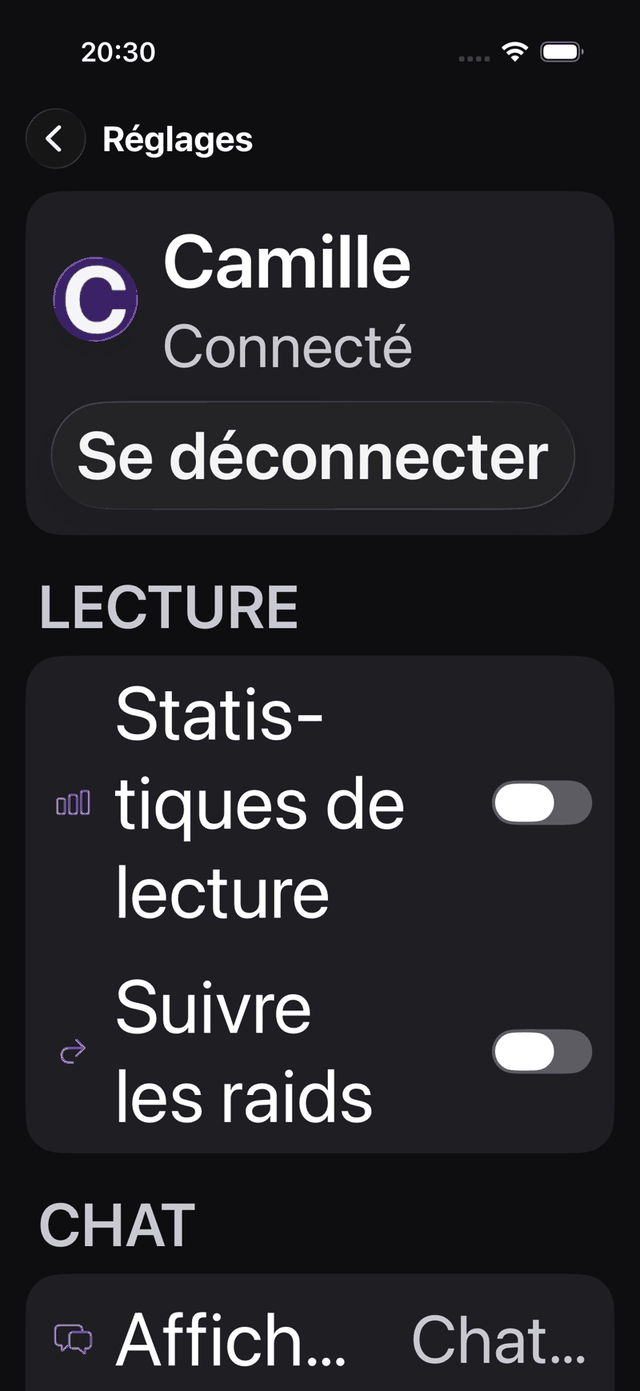 20:30
Réglages
C
Camille
Connecté
Se déconnecter
LECTURE
Statis-
tiques de
lecture
Suivre
les raids
CHAT
Affich...
Chat...